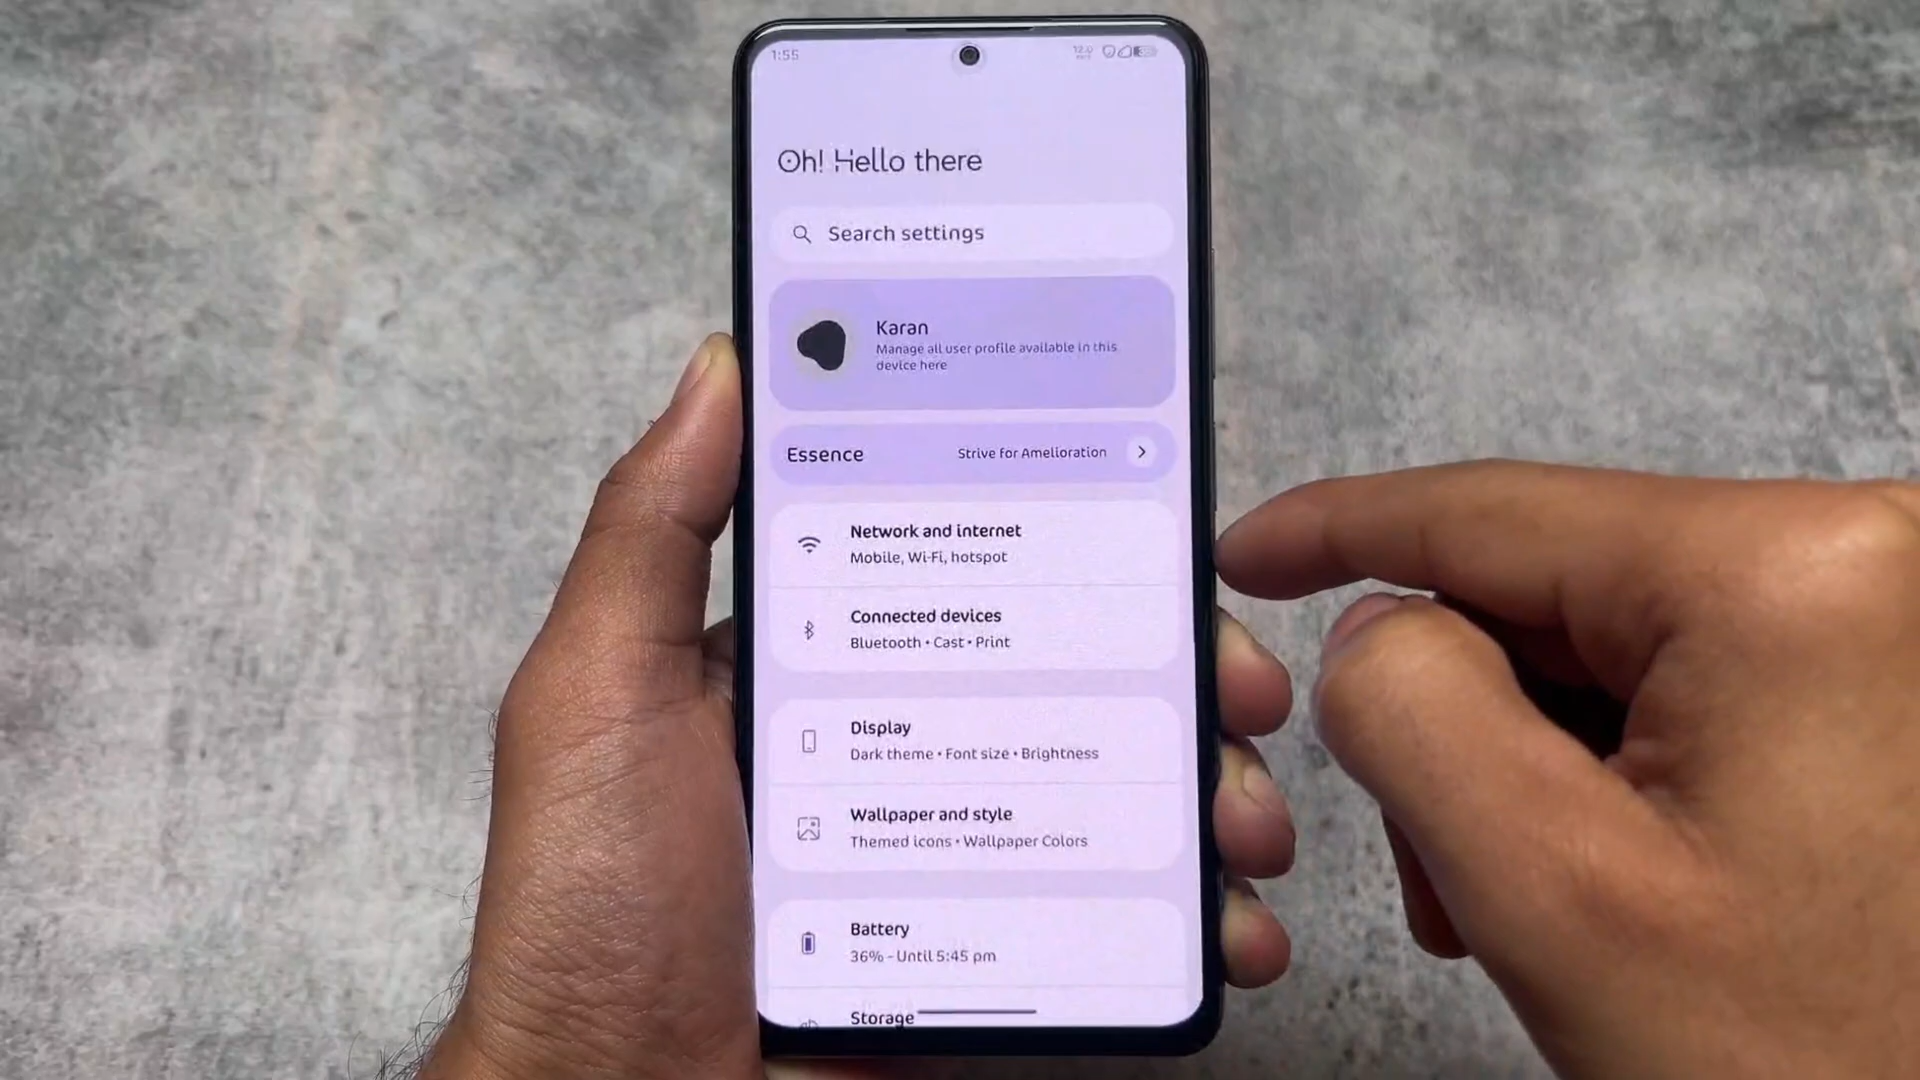 1:55
12.0
Oh! Hello there
Search settings
Karan
Manage all user profile available in this
device here
Essence
Strive for Amelioration
Network and internet
Mobile, Wi-Fi, hotspot
Connected devices
Bluetooth • Cast • Print
Display
Dark theme • Font size • Brightness
Wallpaper and style
Themed icons • Wallpaper Colors
Battery
36% - Until 5:45 pm
Storage